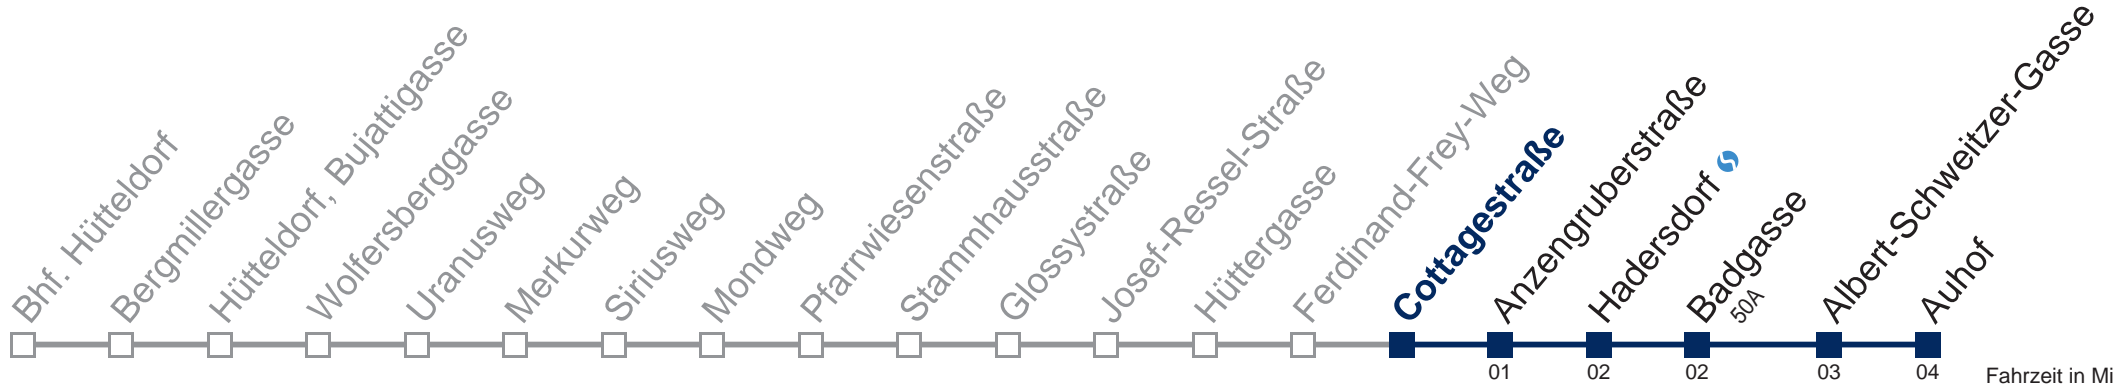 Bhf. Hütteldorf
Bergmillergasse
Hütteldorf, Bujattigasse
Wolfersberggasse
Uranusweg
Merkurweg
Siriusweg
Mondweg
Pfarrwiesenstraße
Stammhausstraße
Glossystraße
Josef-Ressel-Straße
Hüttergasse
Ferdinand-Frey-Weg
Cottagestraße
Anzengruberstraße
Hadersdorf
Badgasse
50A
Albert-Schweitzer-Gasse
Auhof
01 02 02 03 04 Fahrzeit in Mi